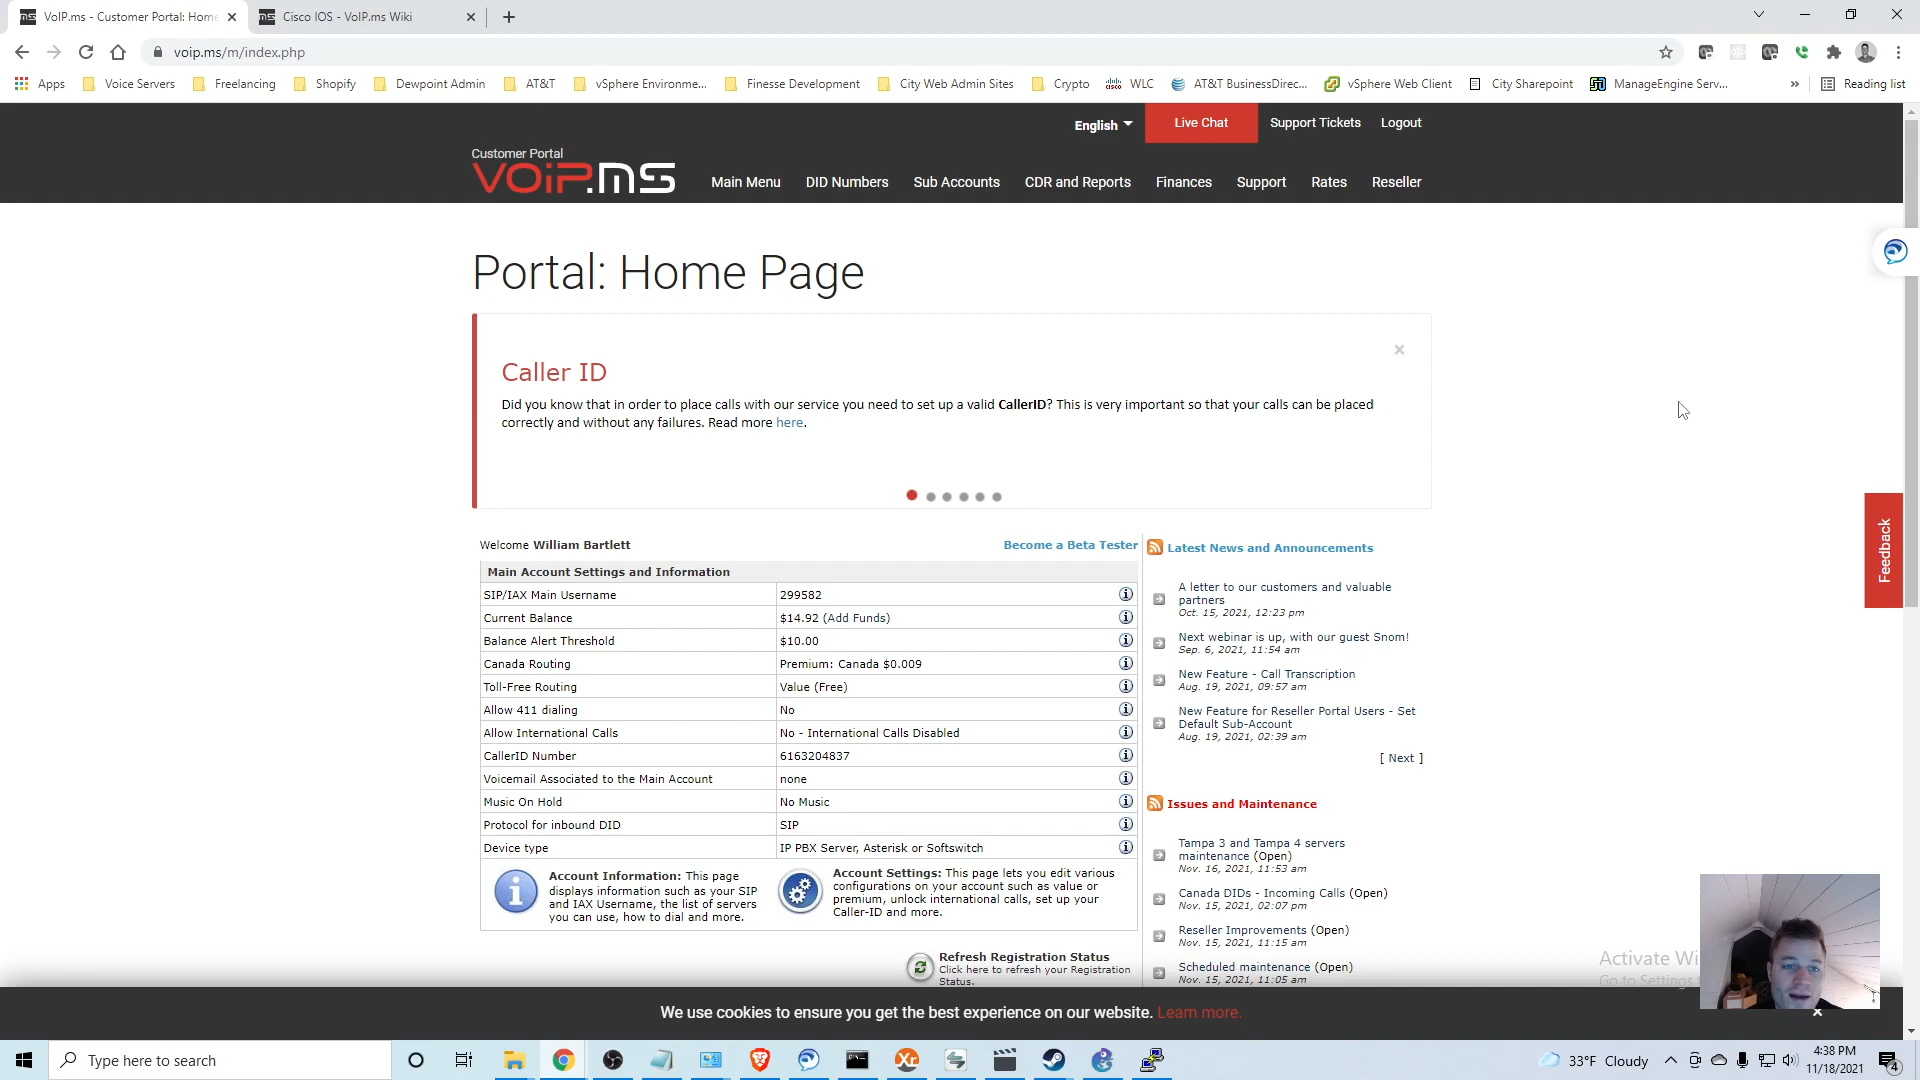 VoIP.ms - Customer Portal: Home
Cisco IOS - VoIP.ms Wiki
voip.ms/m/index.php
Apps
Voice Servers
Freelancing
Shopify
Dewpoint Admin
AT&T
vSphere Environme...
Finesse Development
City Web Admin Sites
Crypto
WLC
AT&T BusinessDirec...
vSphere Web Client
City Sharepoint
ManageEngine Serv...
»
Reading list
English
Live Chat
Support Tickets
Logout
Customer Portal
VOIP.MS
Main Menu
DID Numbers
Sub Accounts
CDR and Reports
Finances
Support
Rates
Reseller
Portal: Home Page
Caller ID
Did you know that in order to place calls with our service you need to set up a valid CallerID? This is very important so that your calls can be placed
correctly and without any failures. Read more here.
Welcome William Bartlett
Become a Beta Tester
Main Account Settings and Information
SIP/IAX Main Username 299582
Current Balance $14.92 (Add Funds)
Balance Alert Threshold $10.00
Canada Routing Premium: Canada $0.009
Toll-Free Routing Value (Free)
Allow 411 dialing No
Allow International Calls No - International Calls Disabled
CallerID Number 6163204837
Voicemail Associated to the Main Account none
Music On Hold No Music
Protocol for inbound DID SIP
Device type IP PBX Server, Asterisk or Softswitch
Account Information: This page
displays information such as your SIP
and IAX Username, the list of servers
you can use, how to dial and more.
Account Settings: This page lets you edit various
configurations on your account such as value or
premium, unlock international calls, set up your
Caller-ID and more.
Refresh Registration Status
Click here to refresh your Registration
Status.
Latest News and Announcements
A letter to our customers and valuable
partners
Oct. 15, 2021, 12:23 pm
Next webinar is up, with our guest Snom!
Sep. 6, 2021, 11:54 am
New Feature - Call Transcription
Aug. 19, 2021, 09:57 am
New Feature for Reseller Portal Users - Set
Default Sub-Account
Aug. 19, 2021, 02:39 am
[ Next ]
Issues and Maintenance
Tampa 3 and Tampa 4 servers
maintenance (Open)
Nov. 16, 2021, 11:53 am
Canada DIDs - Incoming Calls (Open)
Nov. 15, 2021, 02:07 pm
Reseller Improvements (Open)
Nov. 15, 2021, 11:15 am
Scheduled maintenance (Open)
Nov. 15, 2021, 11:05 am
Feedback
Activate Wi
Go to Settings
We use cookies to ensure you get the best experience on our website. Learn more.
Type here to search
33°F Cloudy
4:38 PM
11/18/2021
4